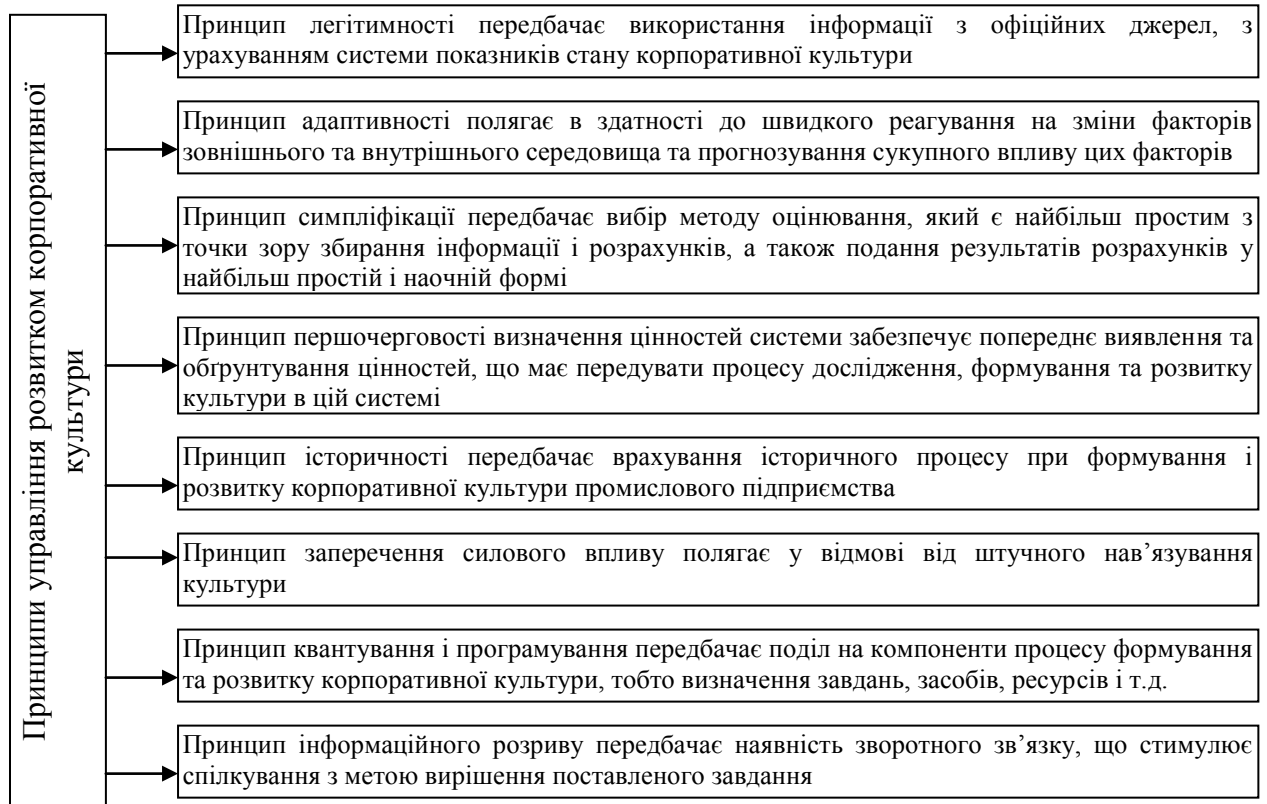 Принципи управління розвитком корпоративної
культури
Принцип легітимності передбачає використання інформації з офіційних джерел, з
урахуванням системи показників стану корпоративної культури
Принцип адаптивності полягає в здатності до швидкого реагування на зміни факторів
зовнішнього та внутрішнього середовища та прогнозування сукупного впливу цих факторів
Принцип симпліфікації передбачає вибір методу оцінювання, який є найбільш простим з
точки зору збирання інформації і розрахунків, а також подання результатів розрахунків у
найбільш простій і наочній формі
Принцип першочерговості визначення цінностей системи забезпечує попереднє виявлення та
обґрунтування цінностей, що має передувати процесу дослідження, формування та розвитку
культури в цій системі
Принцип історичності передбачає врахування історичного процесу при формування і
розвитку корпоративної культури промислового підприємства
Принцип заперечення силового впливу полягає у відмові від штучного нав’язування
культури
Принцип квантування і програмування передбачає поділ на компоненти процесу формування
та розвитку корпоративної культури, тобто визначення завдань, засобів, ресурсів і т.д.
Принцип інформаційного розриву передбачає наявність зворотного зв’язку, що стимулює
спілкування з метою вирішення поставленого завдання